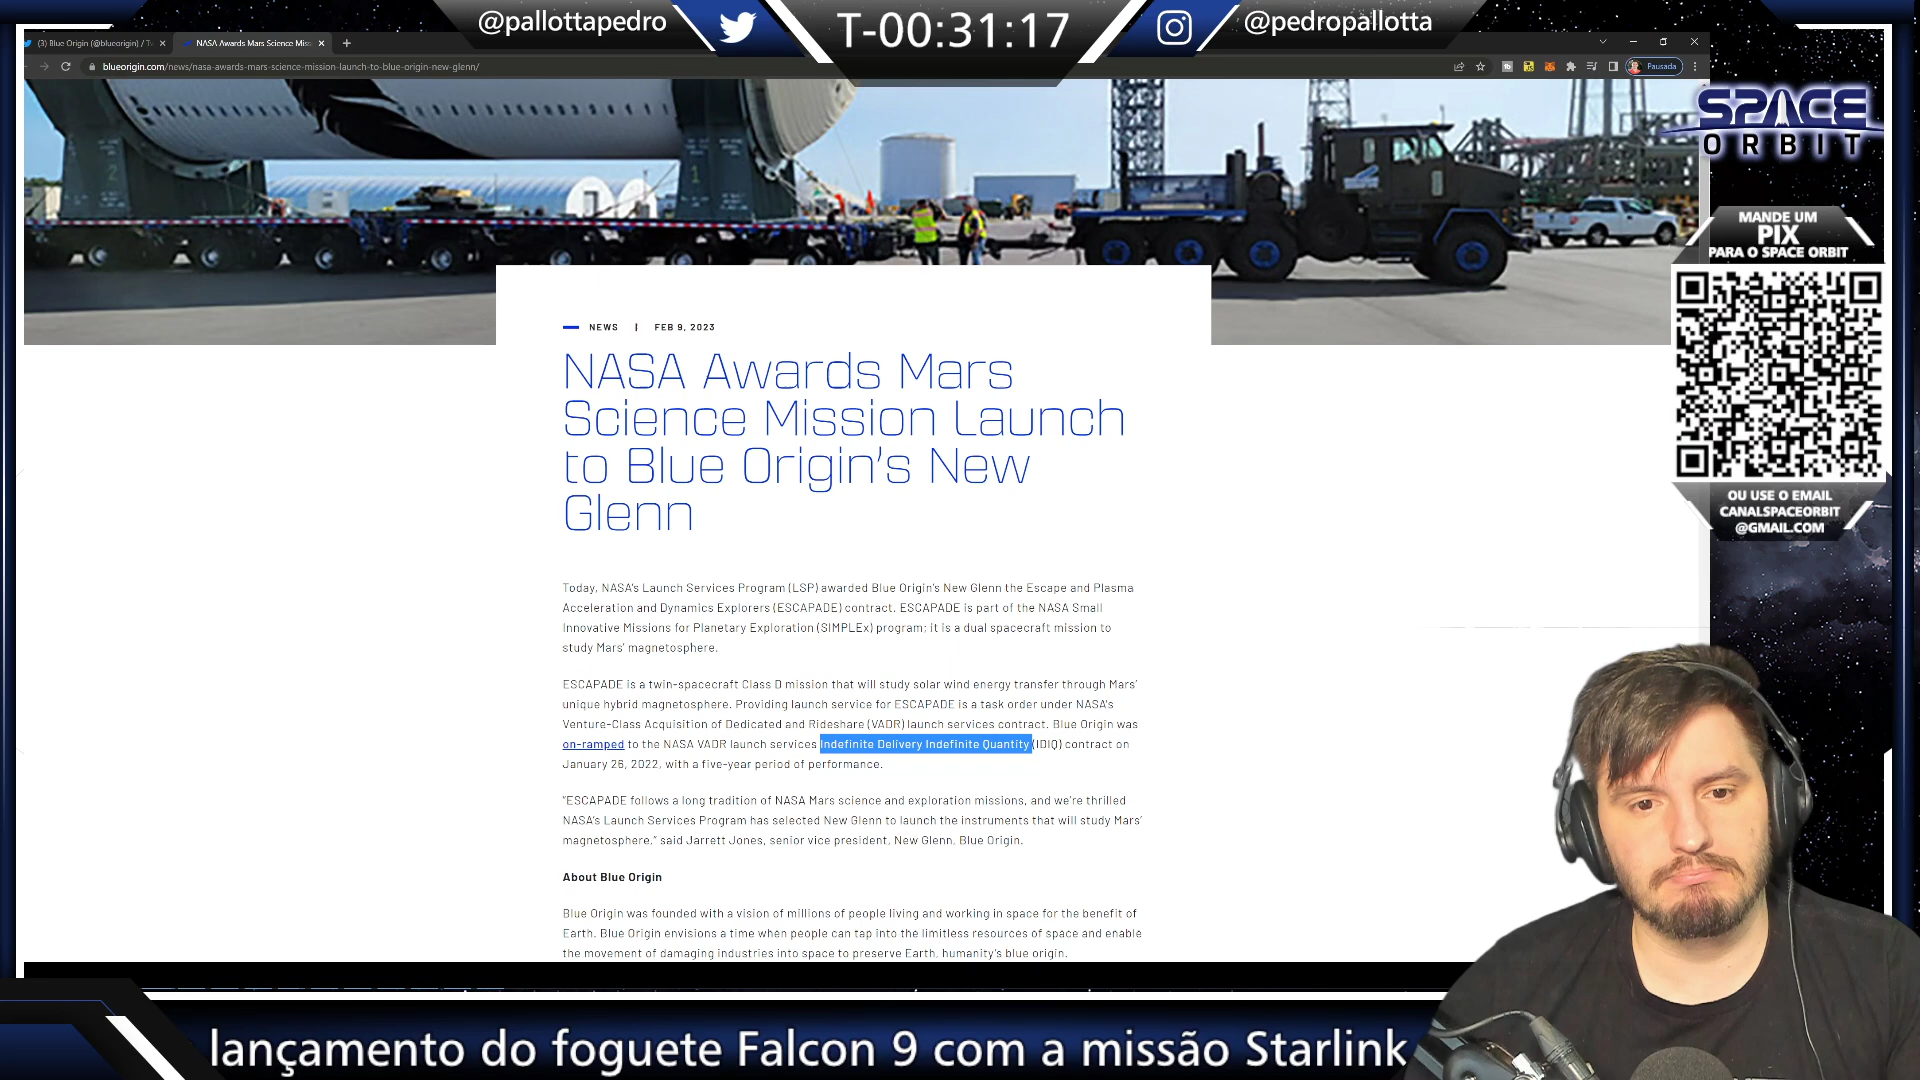 @pallottapedro
T-00:31:17
@pedropallotta
(3) Blue Origin (@blueorigin) / Tw
NASA Awards Mars Science Miss
blueorigin.com/news/nasa-awards-mars-science-mission-launch-to-blue-origin-new-glenn/
Pausada
SPACE
ORBIT
MANDE UM
PIX
PARA O SPACE ORBIT
OU USE O EMAIL
CANALSPACEORBIT
@GMAIL.COM
2
1
NEWS | FEB 9, 2023
NASA Awards Mars
Science Mission Launch
to Blue Origin's New
Glenn
Today, NASA's Launch Services Program (LSP) awarded Blue Origin's New Glenn the Escape and Plasma
Acceleration and Dynamics Explorers (ESCAPADE) contract. ESCAPADE is part of the NASA Small
Innovative Missions for Planetary Exploration (SIMPLEx) program; it is a dual spacecraft mission to
study Mars' magnetosphere.
ESCAPADE is a twin-spacecraft Class D mission that will study solar wind energy transfer through Mars'
unique hybrid magnetosphere. Providing launch service for ESCAPADE is a task order under NASA's
Venture-Class Acquisition of Dedicated and Rideshare (VADR) launch services contract. Blue Origin was
on-ramped to the NASA VADR launch services Indefinite Delivery Indefinite Quantity (IDIQ) contract on
January 26, 2022, with a five-year period of performance.
"ESCAPADE follows a long tradition of NASA Mars science and exploration missions, and we're thrilled
NASA's Launch Services Program has selected New Glenn to launch the instruments that will study Mars'
magnetosphere," said Jarrett Jones, senior vice president, New Glenn, Blue Origin.
About Blue Origin
Blue Origin was founded with a vision of millions of people living and working in space for the benefit of
Earth. Blue Origin envisions a time when people can tap into the limitless resources of space and enable
the movement of damaging industries into space to preserve Earth, humanity's blue origin.
lançamento do foguete Falcon 9 com a missão Starlink